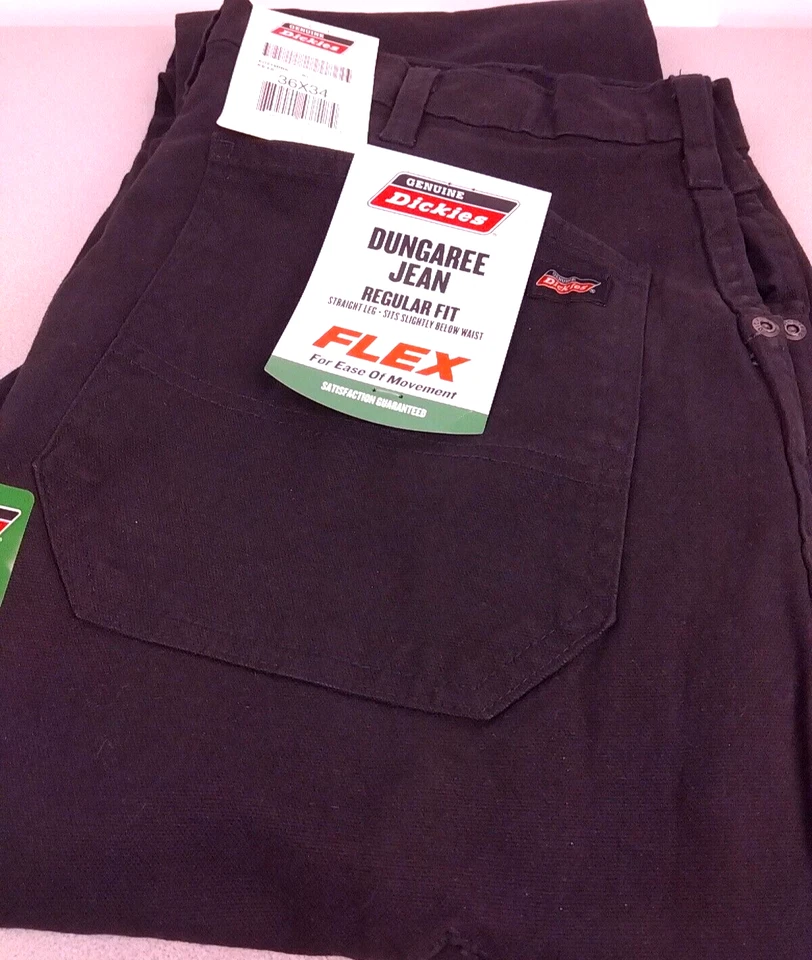 GENUINE
Dickies
36X34
GENUINE
Dickies
DUNGAREE
JEAN
REGULAR FIT
STRAIGHT LEG • SITS SLIGHTLY BELOW WAIST
FLEX
For Ease Of Movement
SATISFACTION GUARANTEED
GENUINE
Dickies